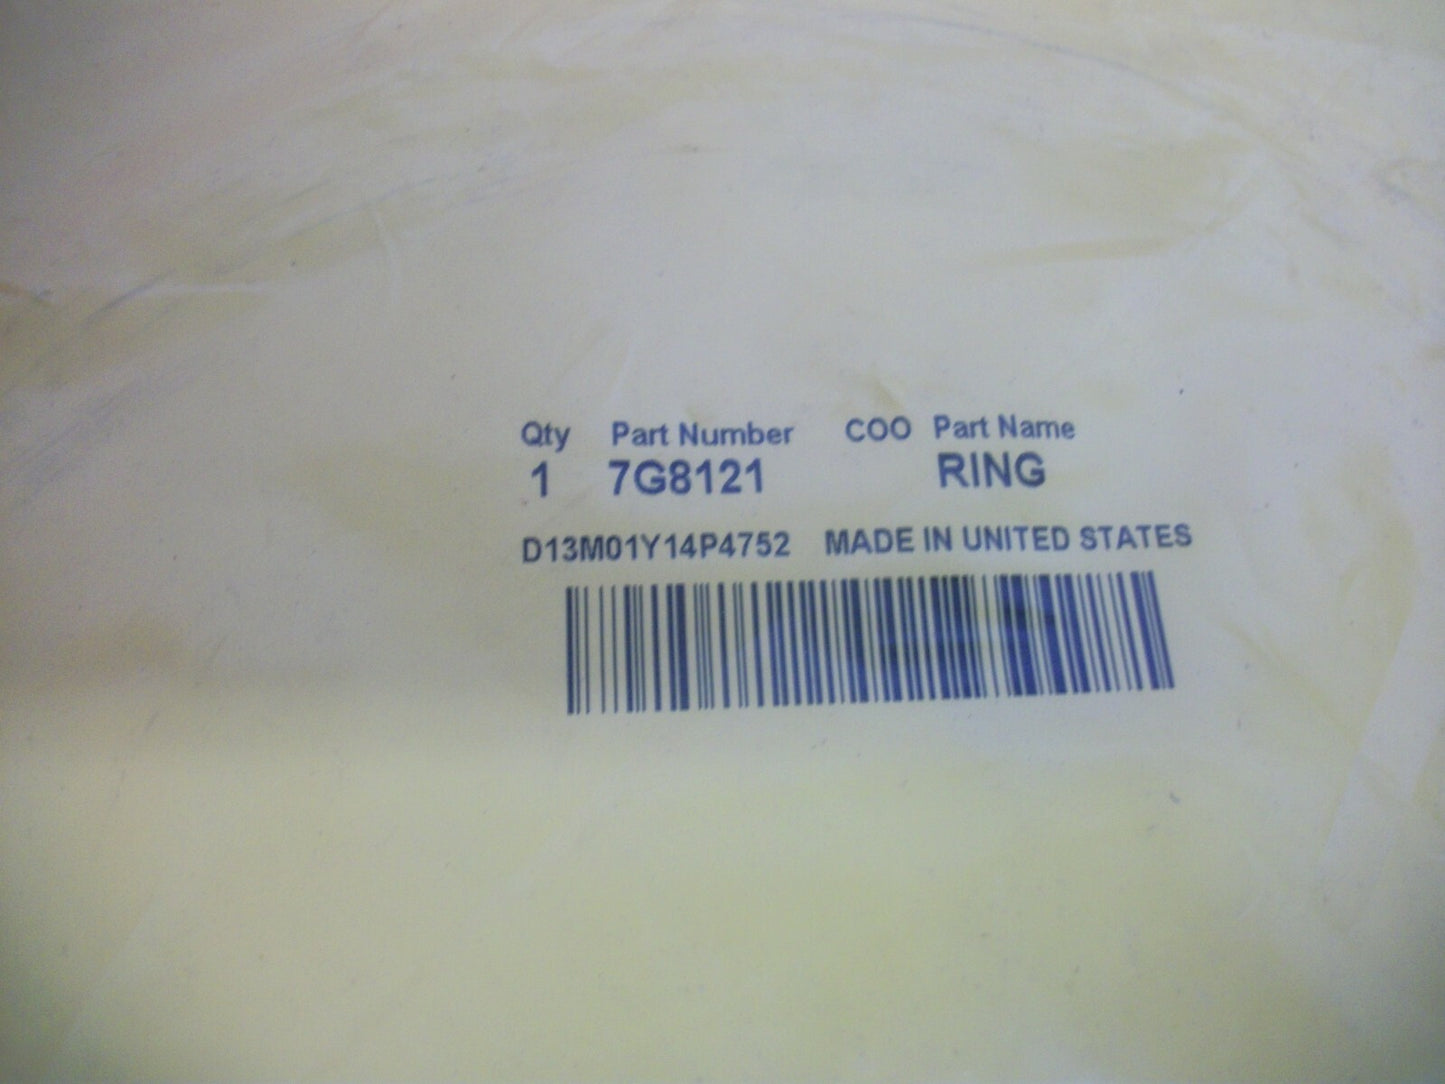 Qty Part Number COO Part Name
1 7G8121 RING
D13M01Y14P4752 MADE IN UNITED STATES